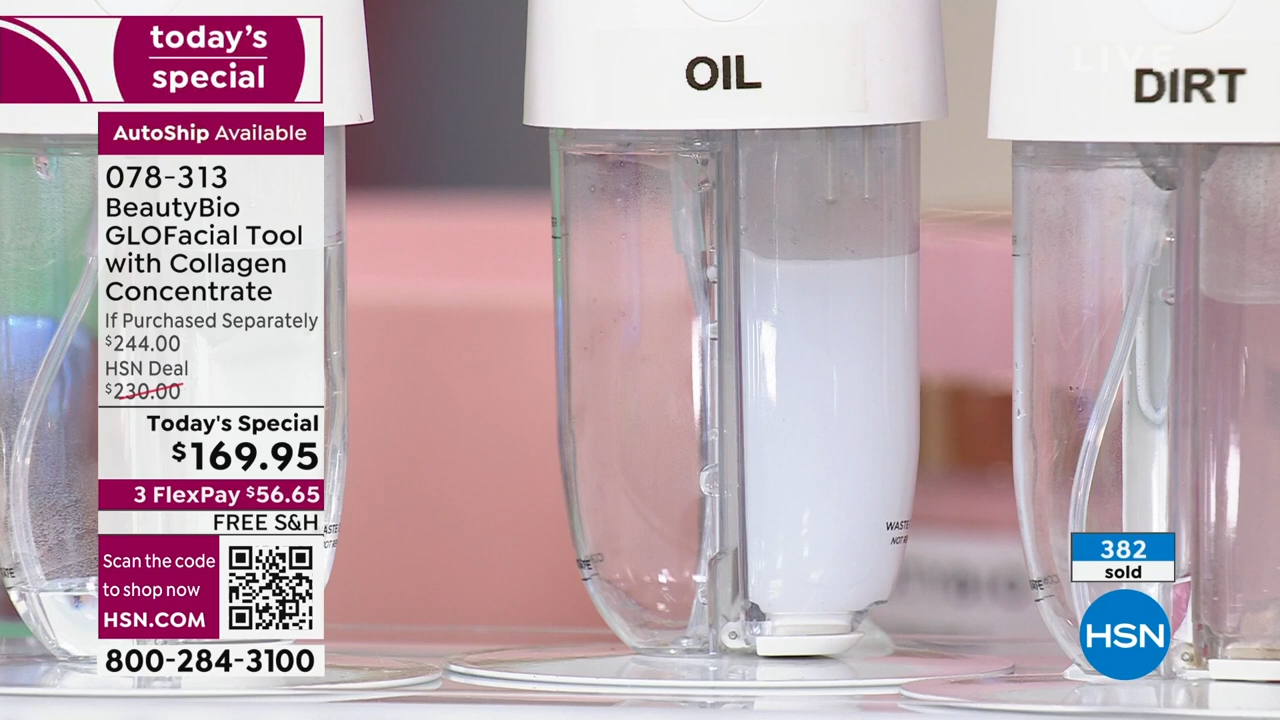 today's
special
AutoShip Available
078-313
BeautyBio
GLOFacial Tool
with Collagen
Concentrate
If Purchased Separately
$244.00
HSN Deal
$230.00
Today's Special
$169.95
3 FlexPay $56.65
FREE S&H
Scan the code
to shop now
HSN.COM
800-284-3100
OIL
LIVE
DIRT
WASTE
382
sold
HSN